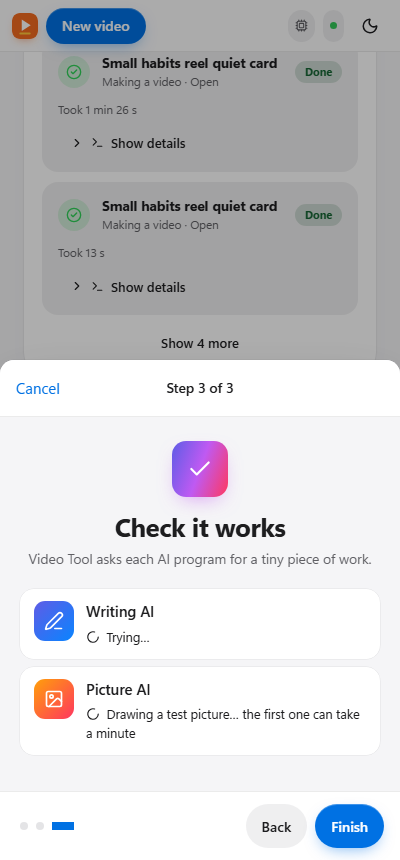 New video
Small habits reel quiet card
Making a video · Open
Done
Took 1 min 26 s
Show details
Small habits reel quiet card
Making a video · Open
Done
Took 13 s
Show details
Show 4 more
Cancel
Step 3 of 3
Check it works
Video Tool asks each AI program for a tiny piece of work.
Writing AI
Trying...
Picture AI
Drawing a test picture... the first one can take
a minute
Back
Finish